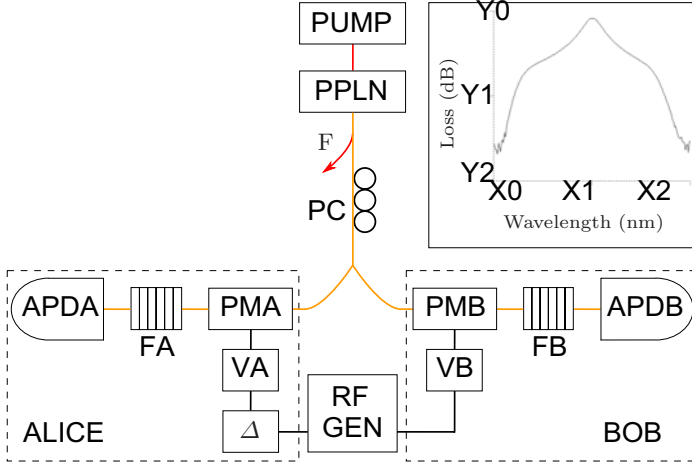 PUMP
PPLN
F
PC
Y0
Y1
Y2
Loss (dB)
X0 X1 X2
Wavelength (nm)
APDA
FA
PMA
VA
Δ
ALICE
RF
GEN
PMB
VB
FB
APDB
BOB